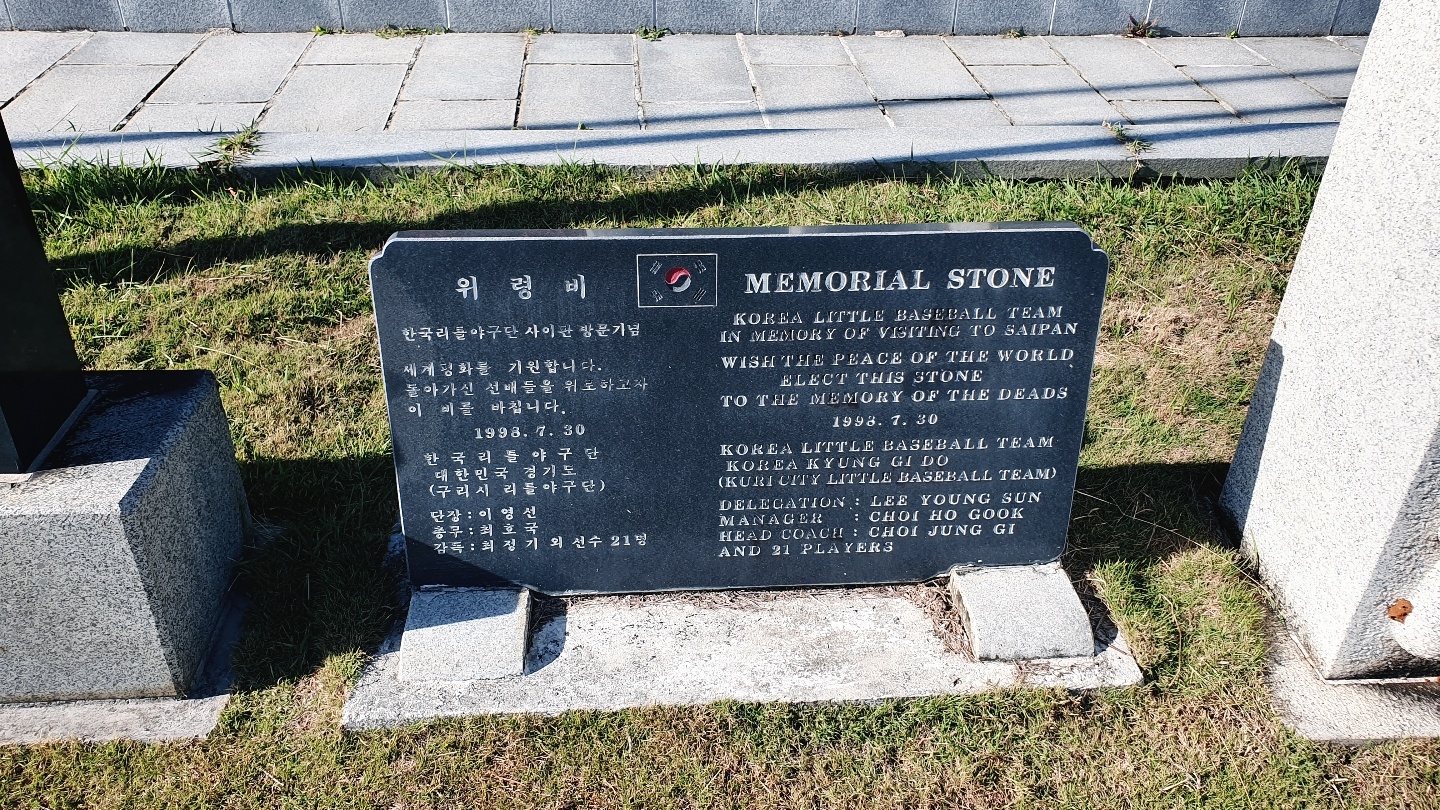 위 령 비
한국리틀야구단 사이판 방문기념
세계평화를 기원합니다.
돌아가신 선배들을 위로하고자
이 비를 바칩니다.
1998. 7. 30
한 국 리 틀 야 구 단
대한민국 경기도
(구리시 리틀야구단)
단장 : 이 영 선
총무 : 최 호 국
감독 : 최 정 기 외 선수 21명
MEMORIAL STONE
KOREA LITTLE BASEBALL TEAM
IN MEMORY OF VISITING TO SAIPAN
WISH THE PEACE OF THE WORLD
ELECT THIS STONE
TO THE MEMORY OF THE DEADS
1998. 7. 30
KOREA LITTLE BASEBALL TEAM
KOREA KYUNG GI DO
(KURI CITY LITTLE BASEBALL TEAM)
DELEGATION : LEE YOUNG SUN
MANAGER : CHOI HO GOOK
HEAD COACH : CHOI JUNG GI
AND 21 PLAYERS